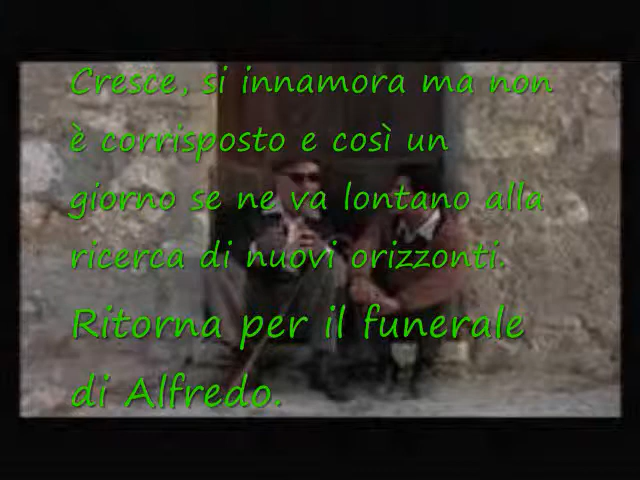 Cresce, si innamora ma non
è corrisposto e così un
giorno se ne va lontano alla
ricerca di nuovi orizzonti.
Ritorna per il funerale
di Alfredo.